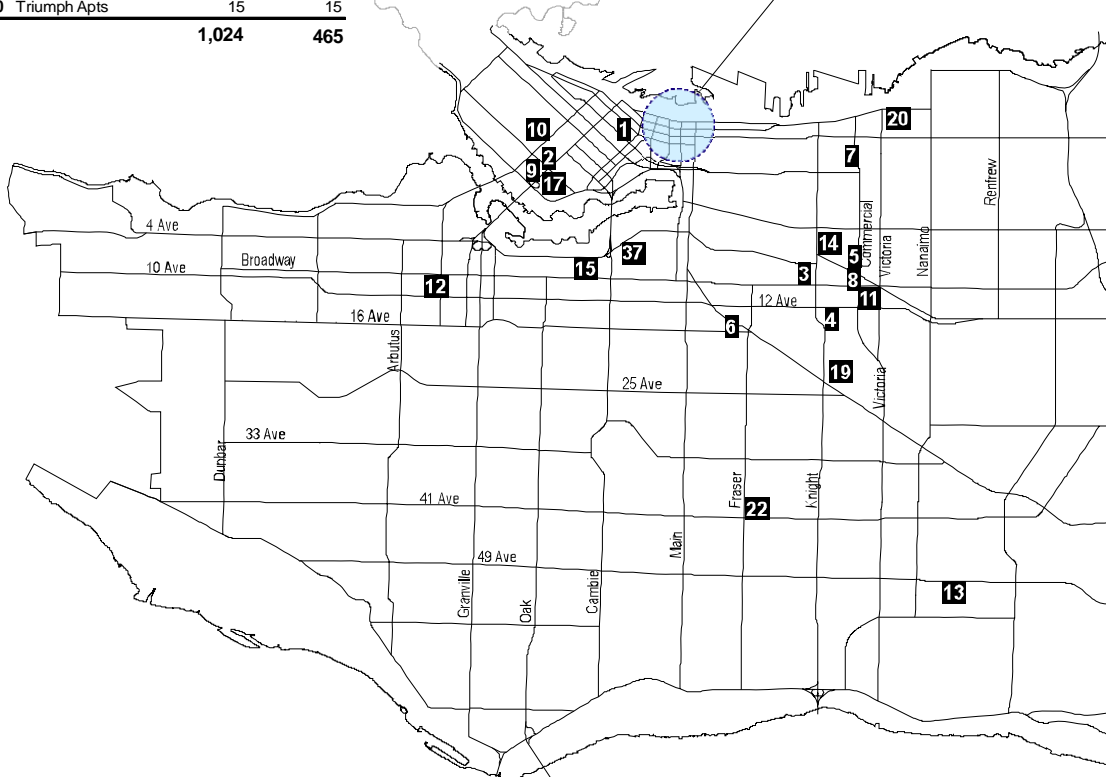 0 Triumph Apts 15 15
1,024 465
20
10
1
2
7
9
17
Renfrew
4 Ave
Commercial
Victoria
Nanaimo
14
37
5
Broadway
10 Ave
15
3
8
12
11
12 Ave
16 Ave
4
6
Arbutus
19
25 Ave
Victoria
33 Ave
Dunbar
41 Ave
Fraser
Knight
22
Main
49 Ave
Granville
Oak
Cambie
13